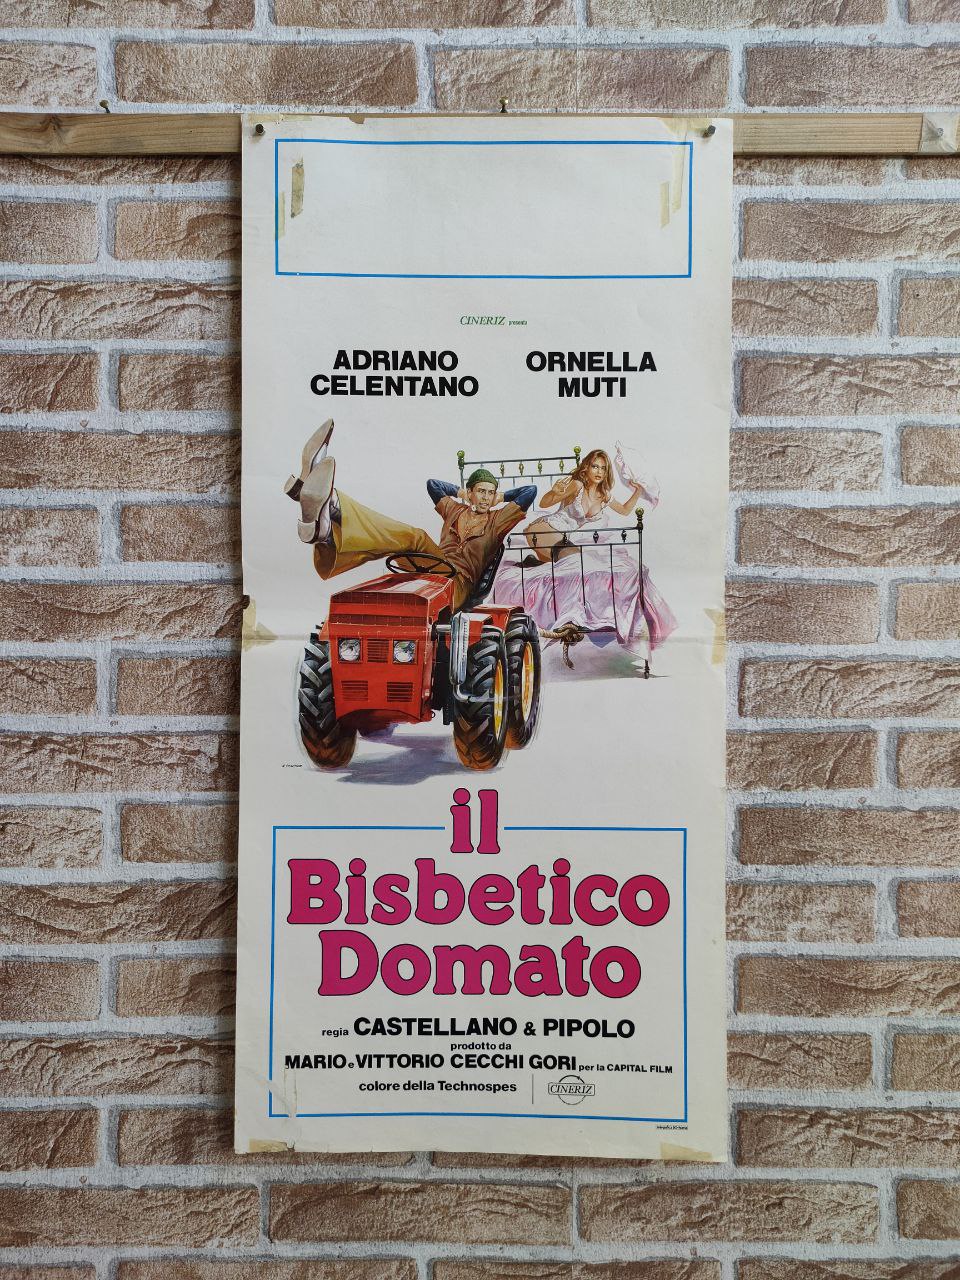 CINERIZ presenta
ADRIANO CELENTANO
ORNELLA MUTI
il
Bisbetico
Domato
regia CASTELLANO & PIPOLO
prodotto da
MARIO e VITTORIO CECCHI GORI per la CAPITAL FILM
colore della Technospes
CINERIZ